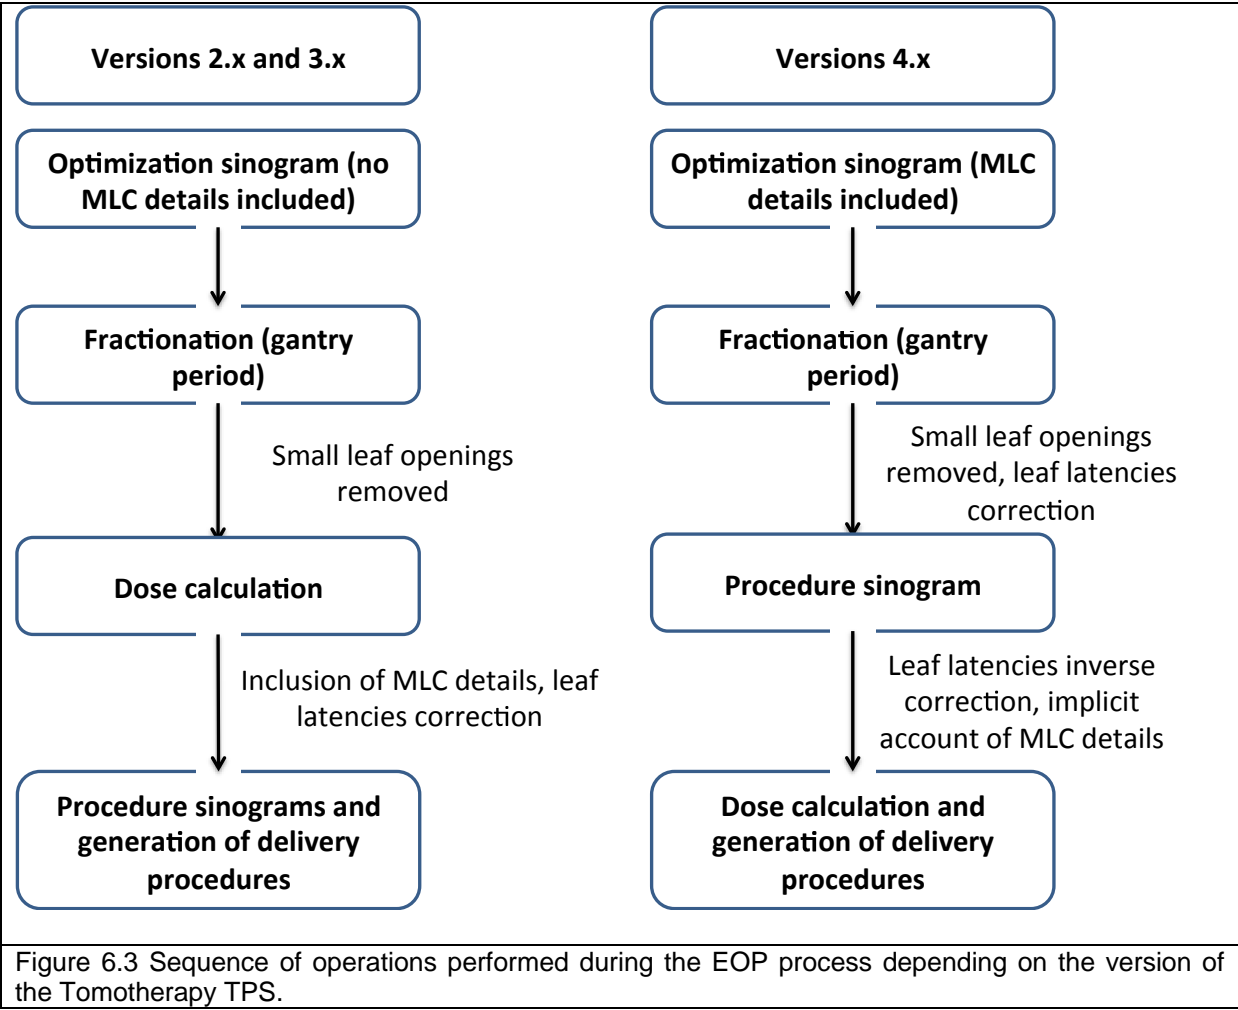 Versions 2.x and 3.x
Optimization sinogram (no
MLC details included)
Fractionation (gantry
period)
Small leaf openings
removed
Dose calculation
Inclusion of MLC details, leaf
latencies correction
Procedure sinograms and
generation of delivery
procedures
Versions 4.x
Optimization sinogram (MLC
details included)
Fractionation (gantry
period)
Small leaf openings
removed, leaf latencies
correction
Procedure sinogram
Leaf latencies inverse
correction, implicit
account of MLC details
Dose calculation and
generation of delivery
procedures
Figure 6.3 Sequence of operations performed during the EOP process depending on the version of
the Tomotherapy TPS.